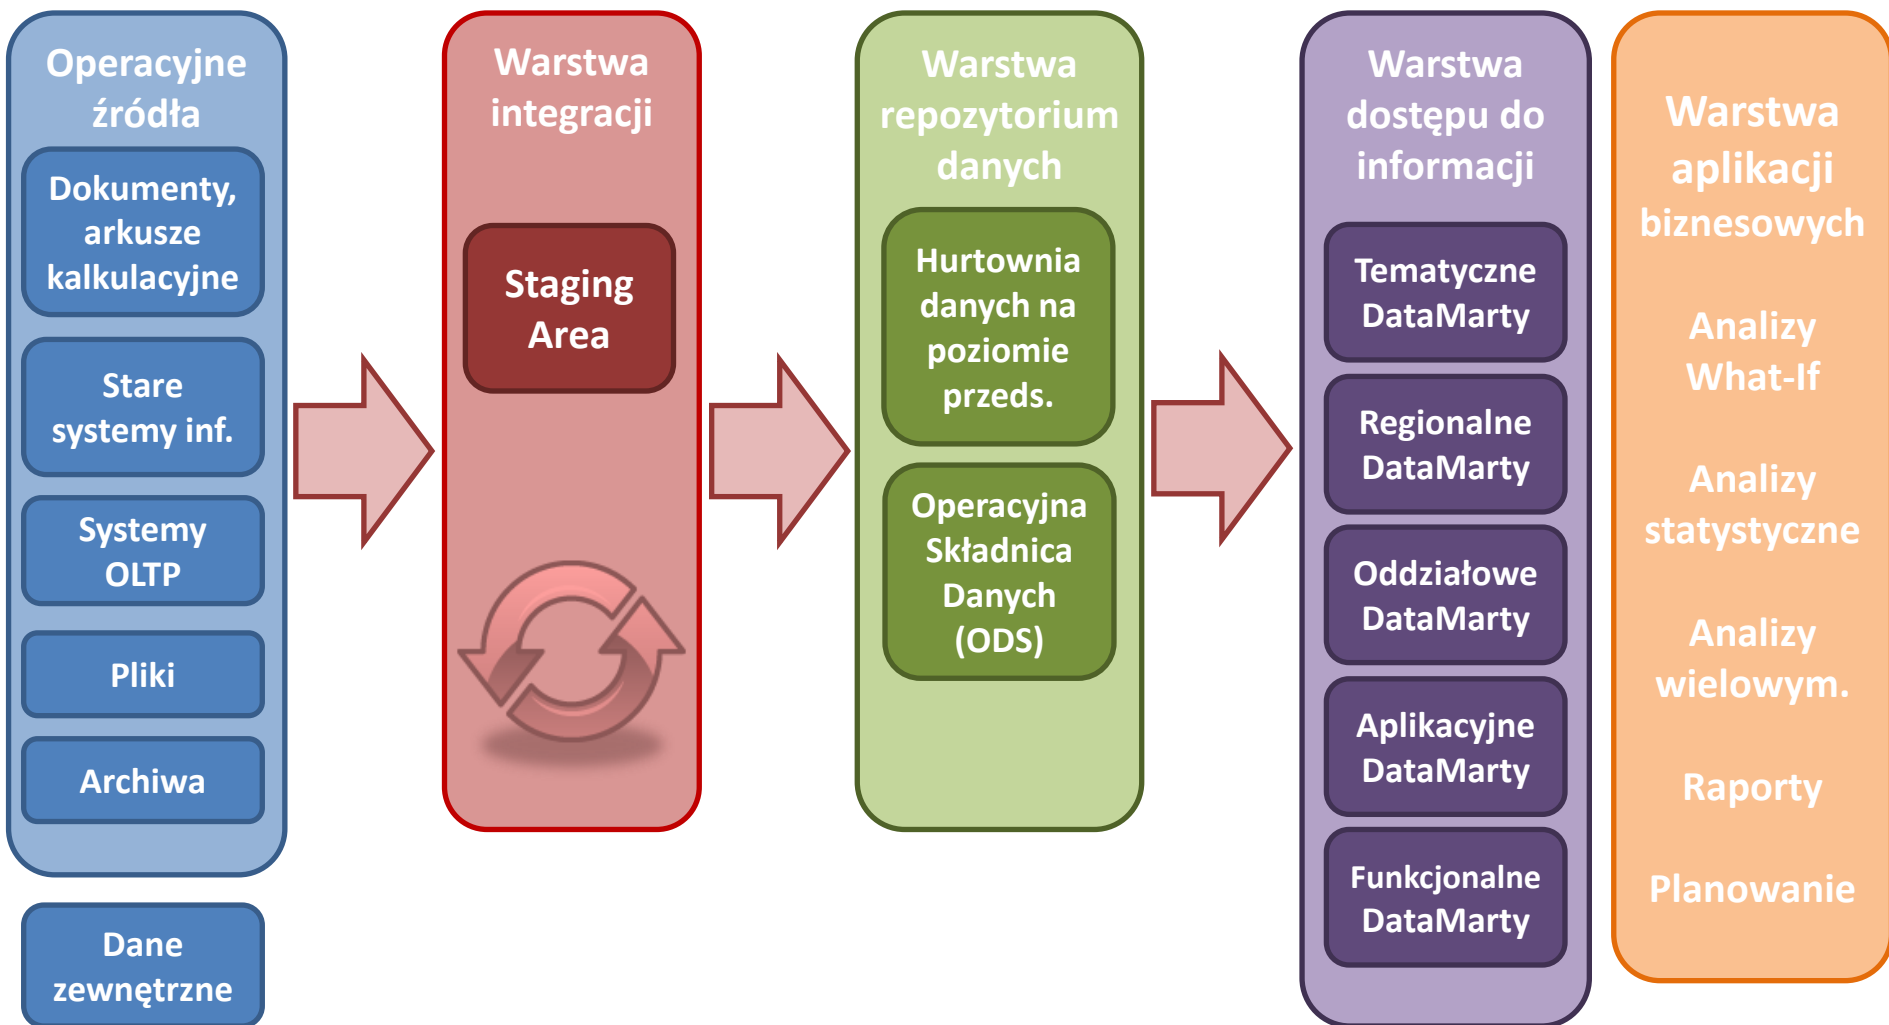 Operacyjne
źródła
Dokumenty,
arkusze
kalkulacyjne
Stare
systemy inf.
Systemy
OLTP
Pliki
Archiwa
Dane
zewnętrzne
Warstwa
integracji
Staging
Area
Warstwa
repozytorium
danych
Hurtownia
danych na
poziomie
przeds.
Operacyjna
Składnica
Danych
(ODS)
Warstwa
dostępu do
informacji
Tematyczne
DataMarty
Regionalne
DataMarty
Oddziałowe
DataMarty
Aplikacyjne
DataMarty
Funkcjonalne
DataMarty
Warstwa
aplikacji
biznesowych
Analizy
What-If
Analizy
statystyczne
Analizy
wielowym.
Raporty
Planowanie